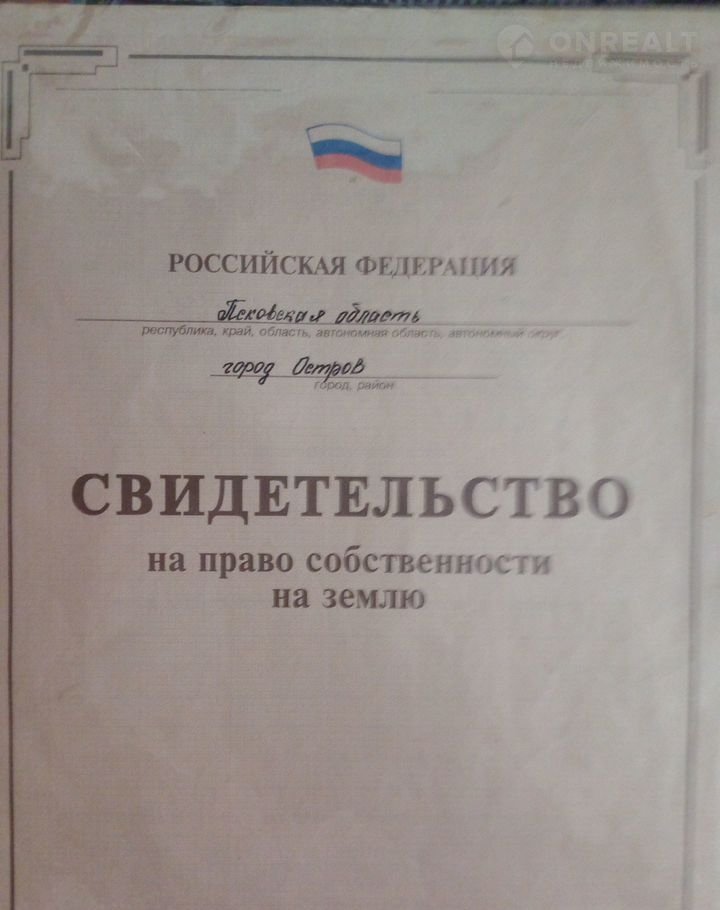 ONREALT
НЕДВИЖИМОСТЬ
РОССИЙСКАЯ ФЕДЕРАЦИЯ
Псковская область
республика, край, область, автономная область, автономный округ
город Остров
город, район
СВИДЕТЕЛЬСТВО
на право собственности
на землю